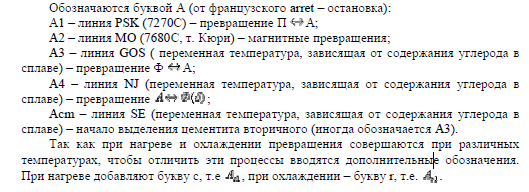 Обозначаются буквой А (от французского arret – остановка):
А1 – линия PSK (7270С) – превращение П ⇔ А;
А2 – линия МО (7680С, т. Кюри) – магнитные превращения;
А3 – линия GOS ( переменная температура, зависящая от содержания углерода в
сплаве) – превращение Ф ⇔ А;
А4 – линия NJ (переменная температура, зависящая от содержания углерода в
сплаве) – превращение А⇔Ф(δ) ;
Acm – линия SE (переменная температура, зависящая от содержания углерода в
сплаве) – начало выделения цементита вторичного (иногда обозначается А3).
Так как при нагреве и охлаждении превращения совершаются при различных
температурах, чтобы отличить эти процессы вводятся дополнительные обозначения.
При нагреве добавляют букву с, т.е , при охлаждении – букву r, т.е. .